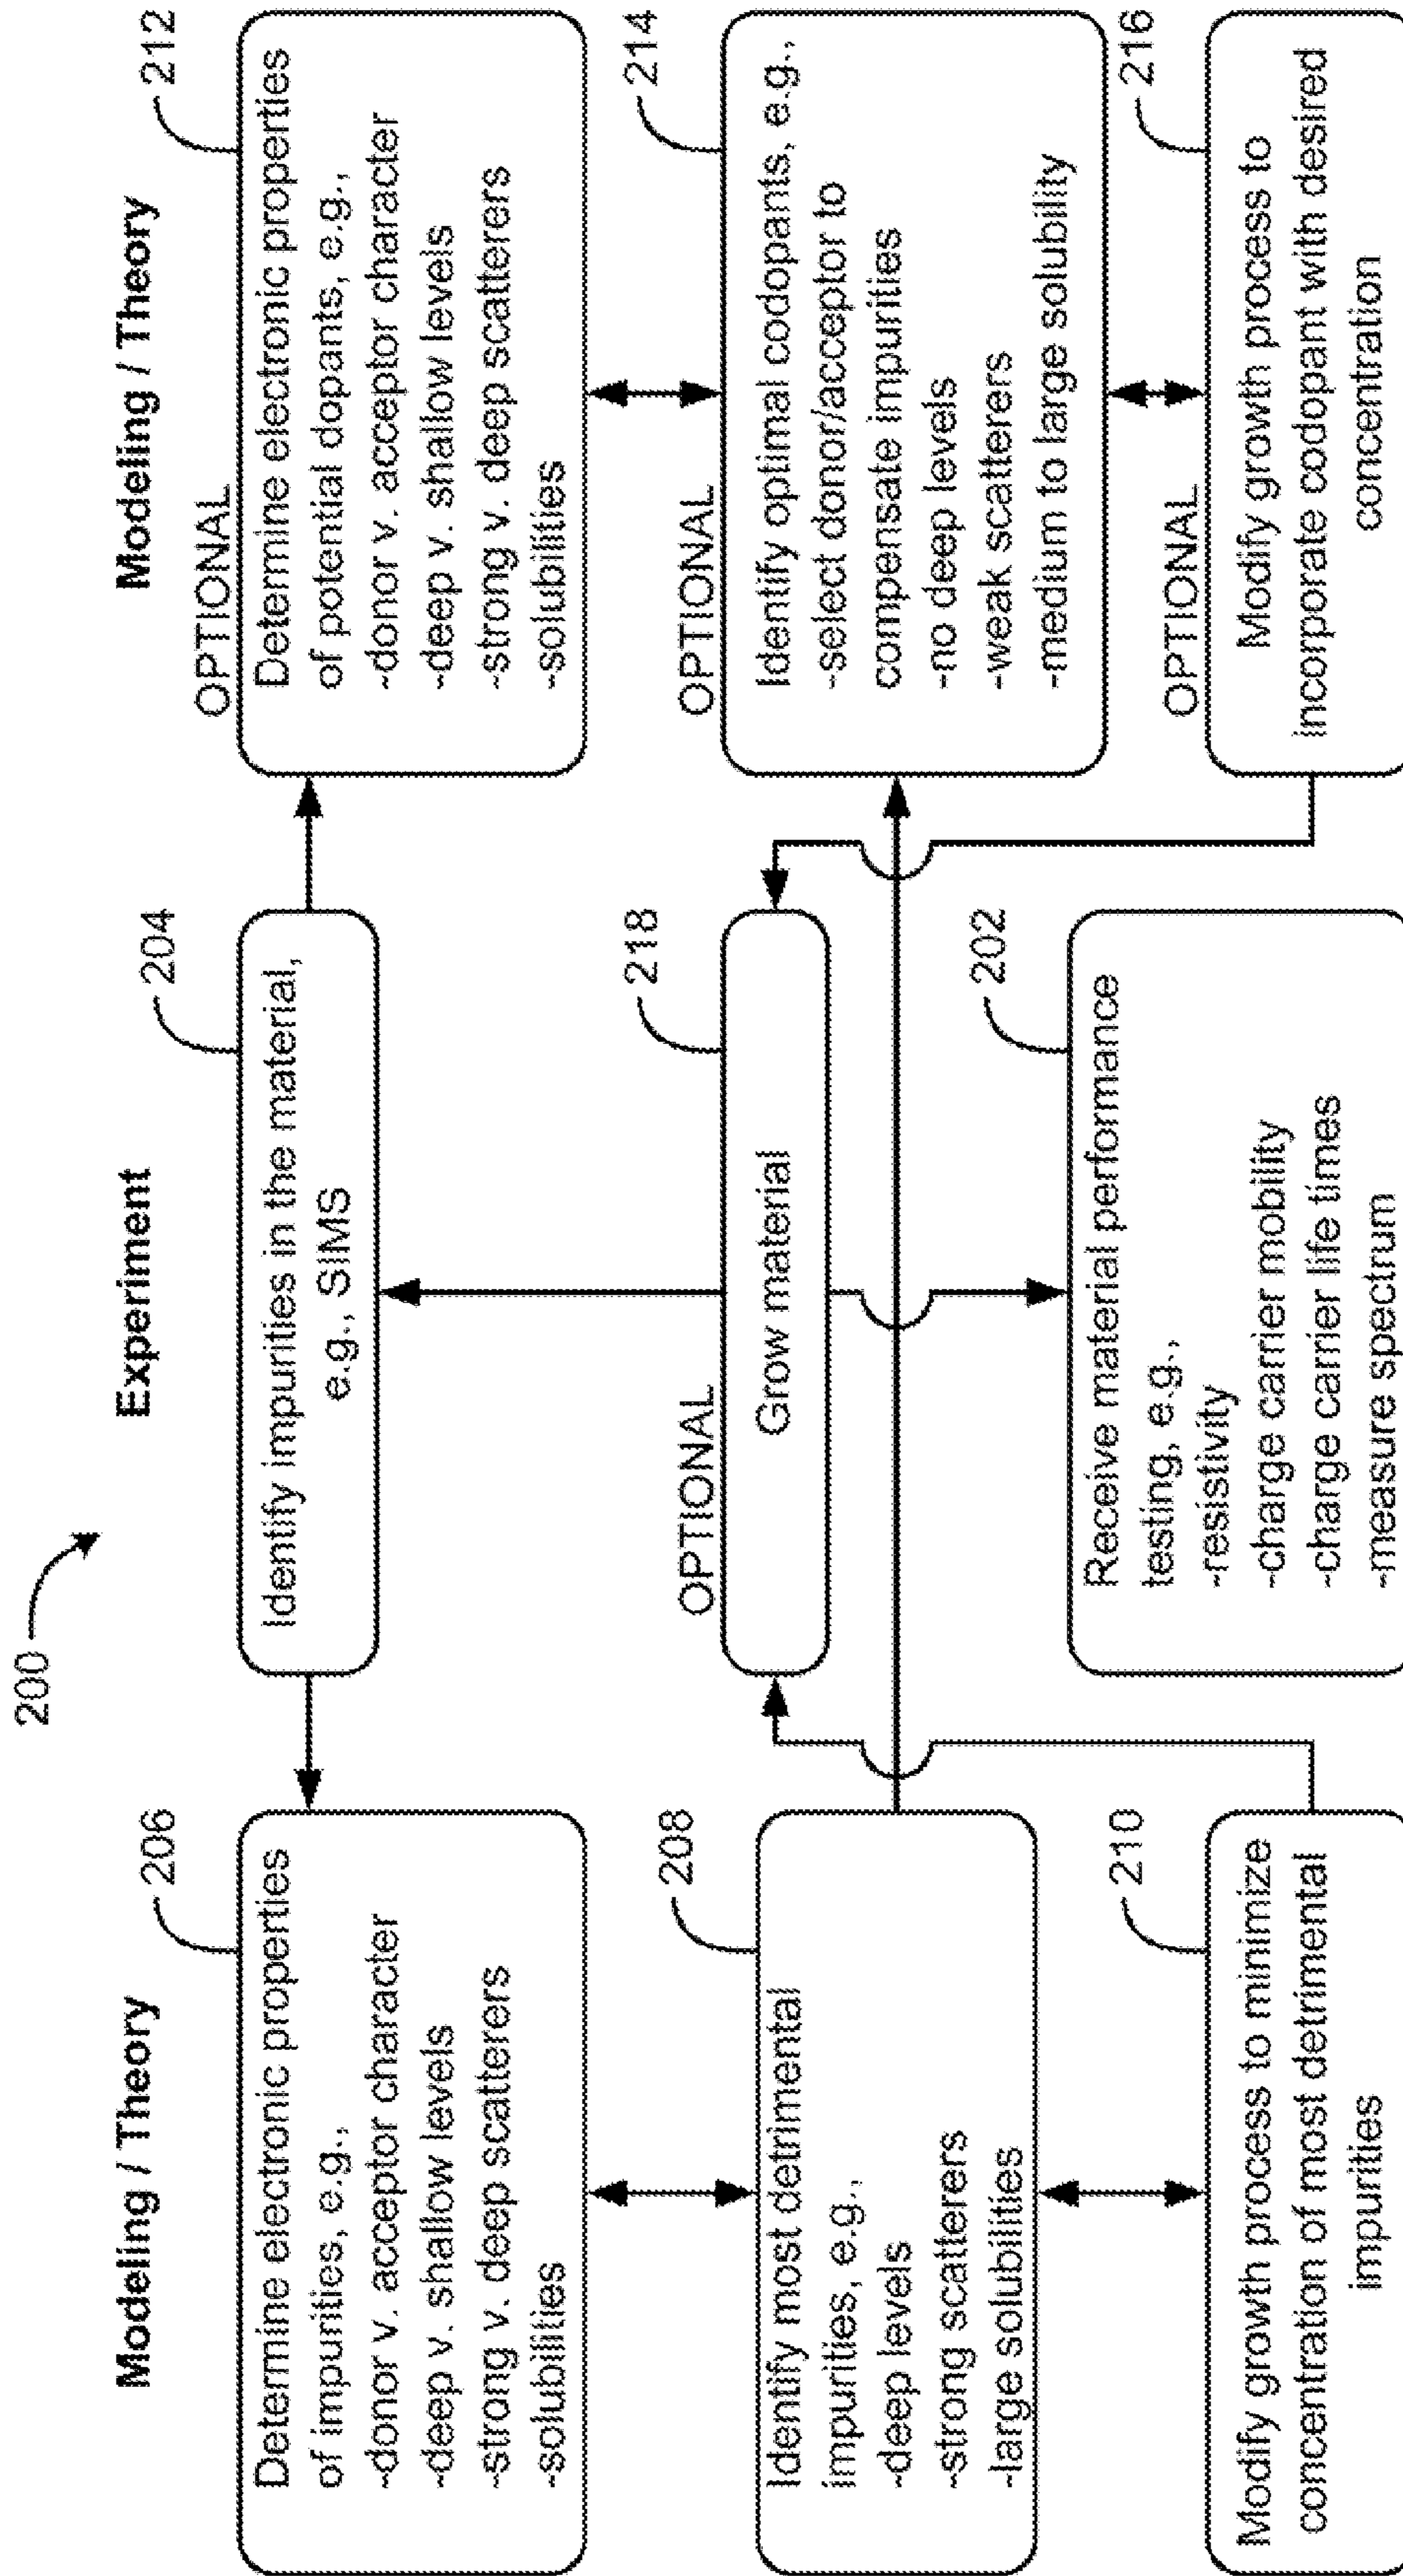 200
Modeling / Theory
206
Determine electronic properties
of impurities, e.g.,
-donor v. acceptor character
-deep v. shallow levels
-strong v. deep scatterers
-solubilities
208
Identify most detrimental
impurities, e.g.,
-deep levels
-strong scatterers
-large solubilities
210
Modify growth process to minimize
concentration of most detrimental
impurities
Experiment
204
Identify impurities in the material,
e.g., SIMS
OPTIONAL
218
Grow material
202
Receive material performance
testing, e.g.,
-resistivity
-charge carrier mobility
-charge carrier life times
-measure spectrum
Modeling / Theory
OPTIONAL
212
Determine electronic properties
of potential dopants, e.g.,
-donor v. acceptor character
-deep v. shallow levels
-strong v. deep scatterers
-solubilities
OPTIONAL
214
Identify optimal codopants, e.g.,
-select donor/acceptor to
compensate impurities
-no deep levels
-weak scatterers
-medium to large solubility
OPTIONAL
216
Modify growth process to
incorporate codopant with desired
concentration